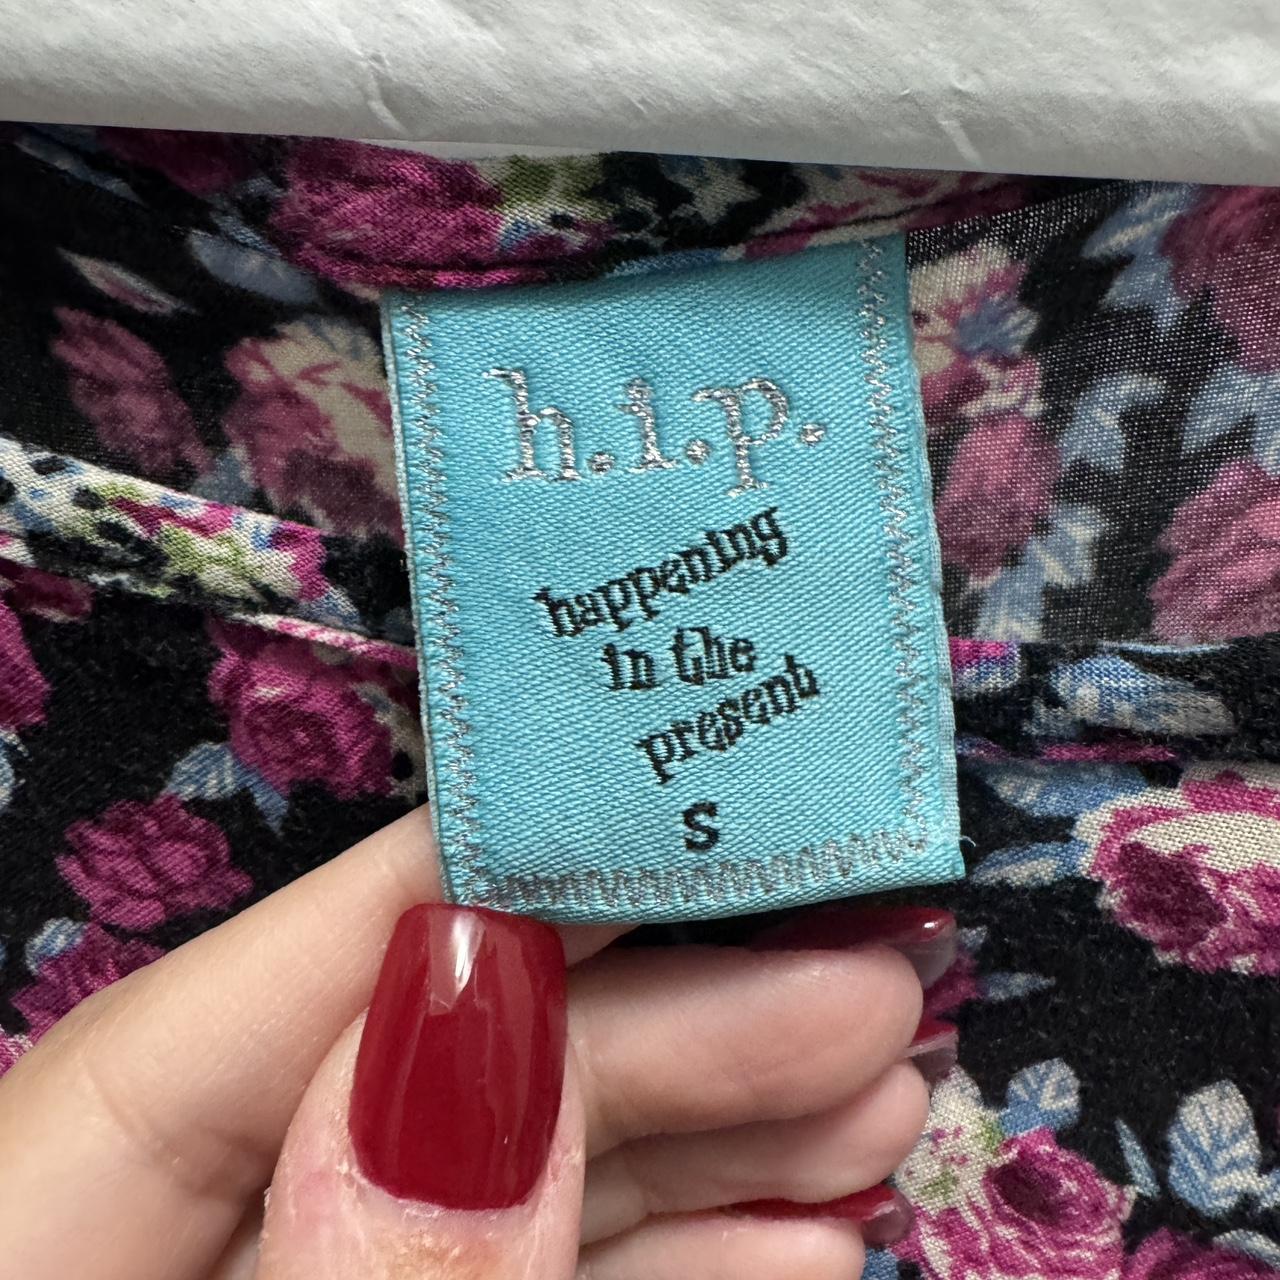 h.i.p.
happening
in the
present
S